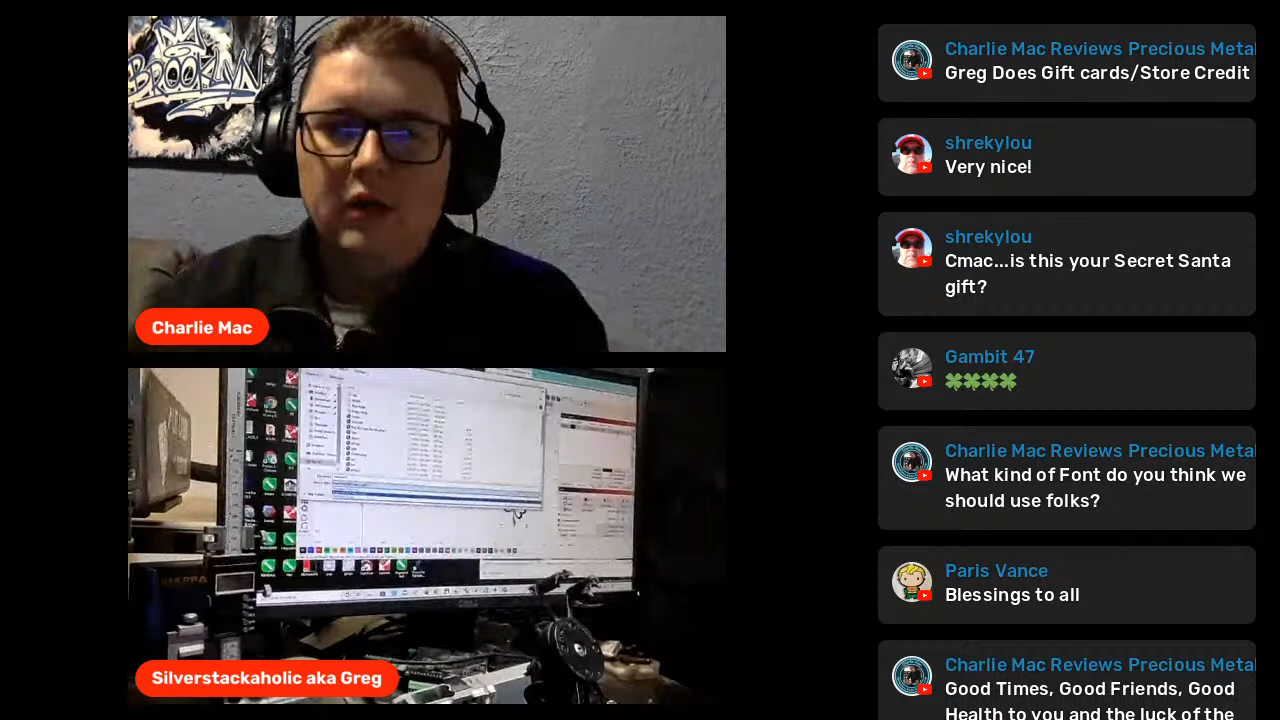 BROOKLYN
Charlie Mac
Silverstackaholic aka Greg
Charlie Mac Reviews Precious Metal
Greg Does Gift cards/Store Credit
shrekylou
Very nice!
shrekylou
Cmac...is this your Secret Santa
gift?
Gambit 47
🍀🍀🍀🍀
Charlie Mac Reviews Precious Metal
What kind of Font do you think we
should use folks?
Paris Vance
Blessings to all
Charlie Mac Reviews Precious Metal
Good Times, Good Friends, Good
Health to you and the luck of the